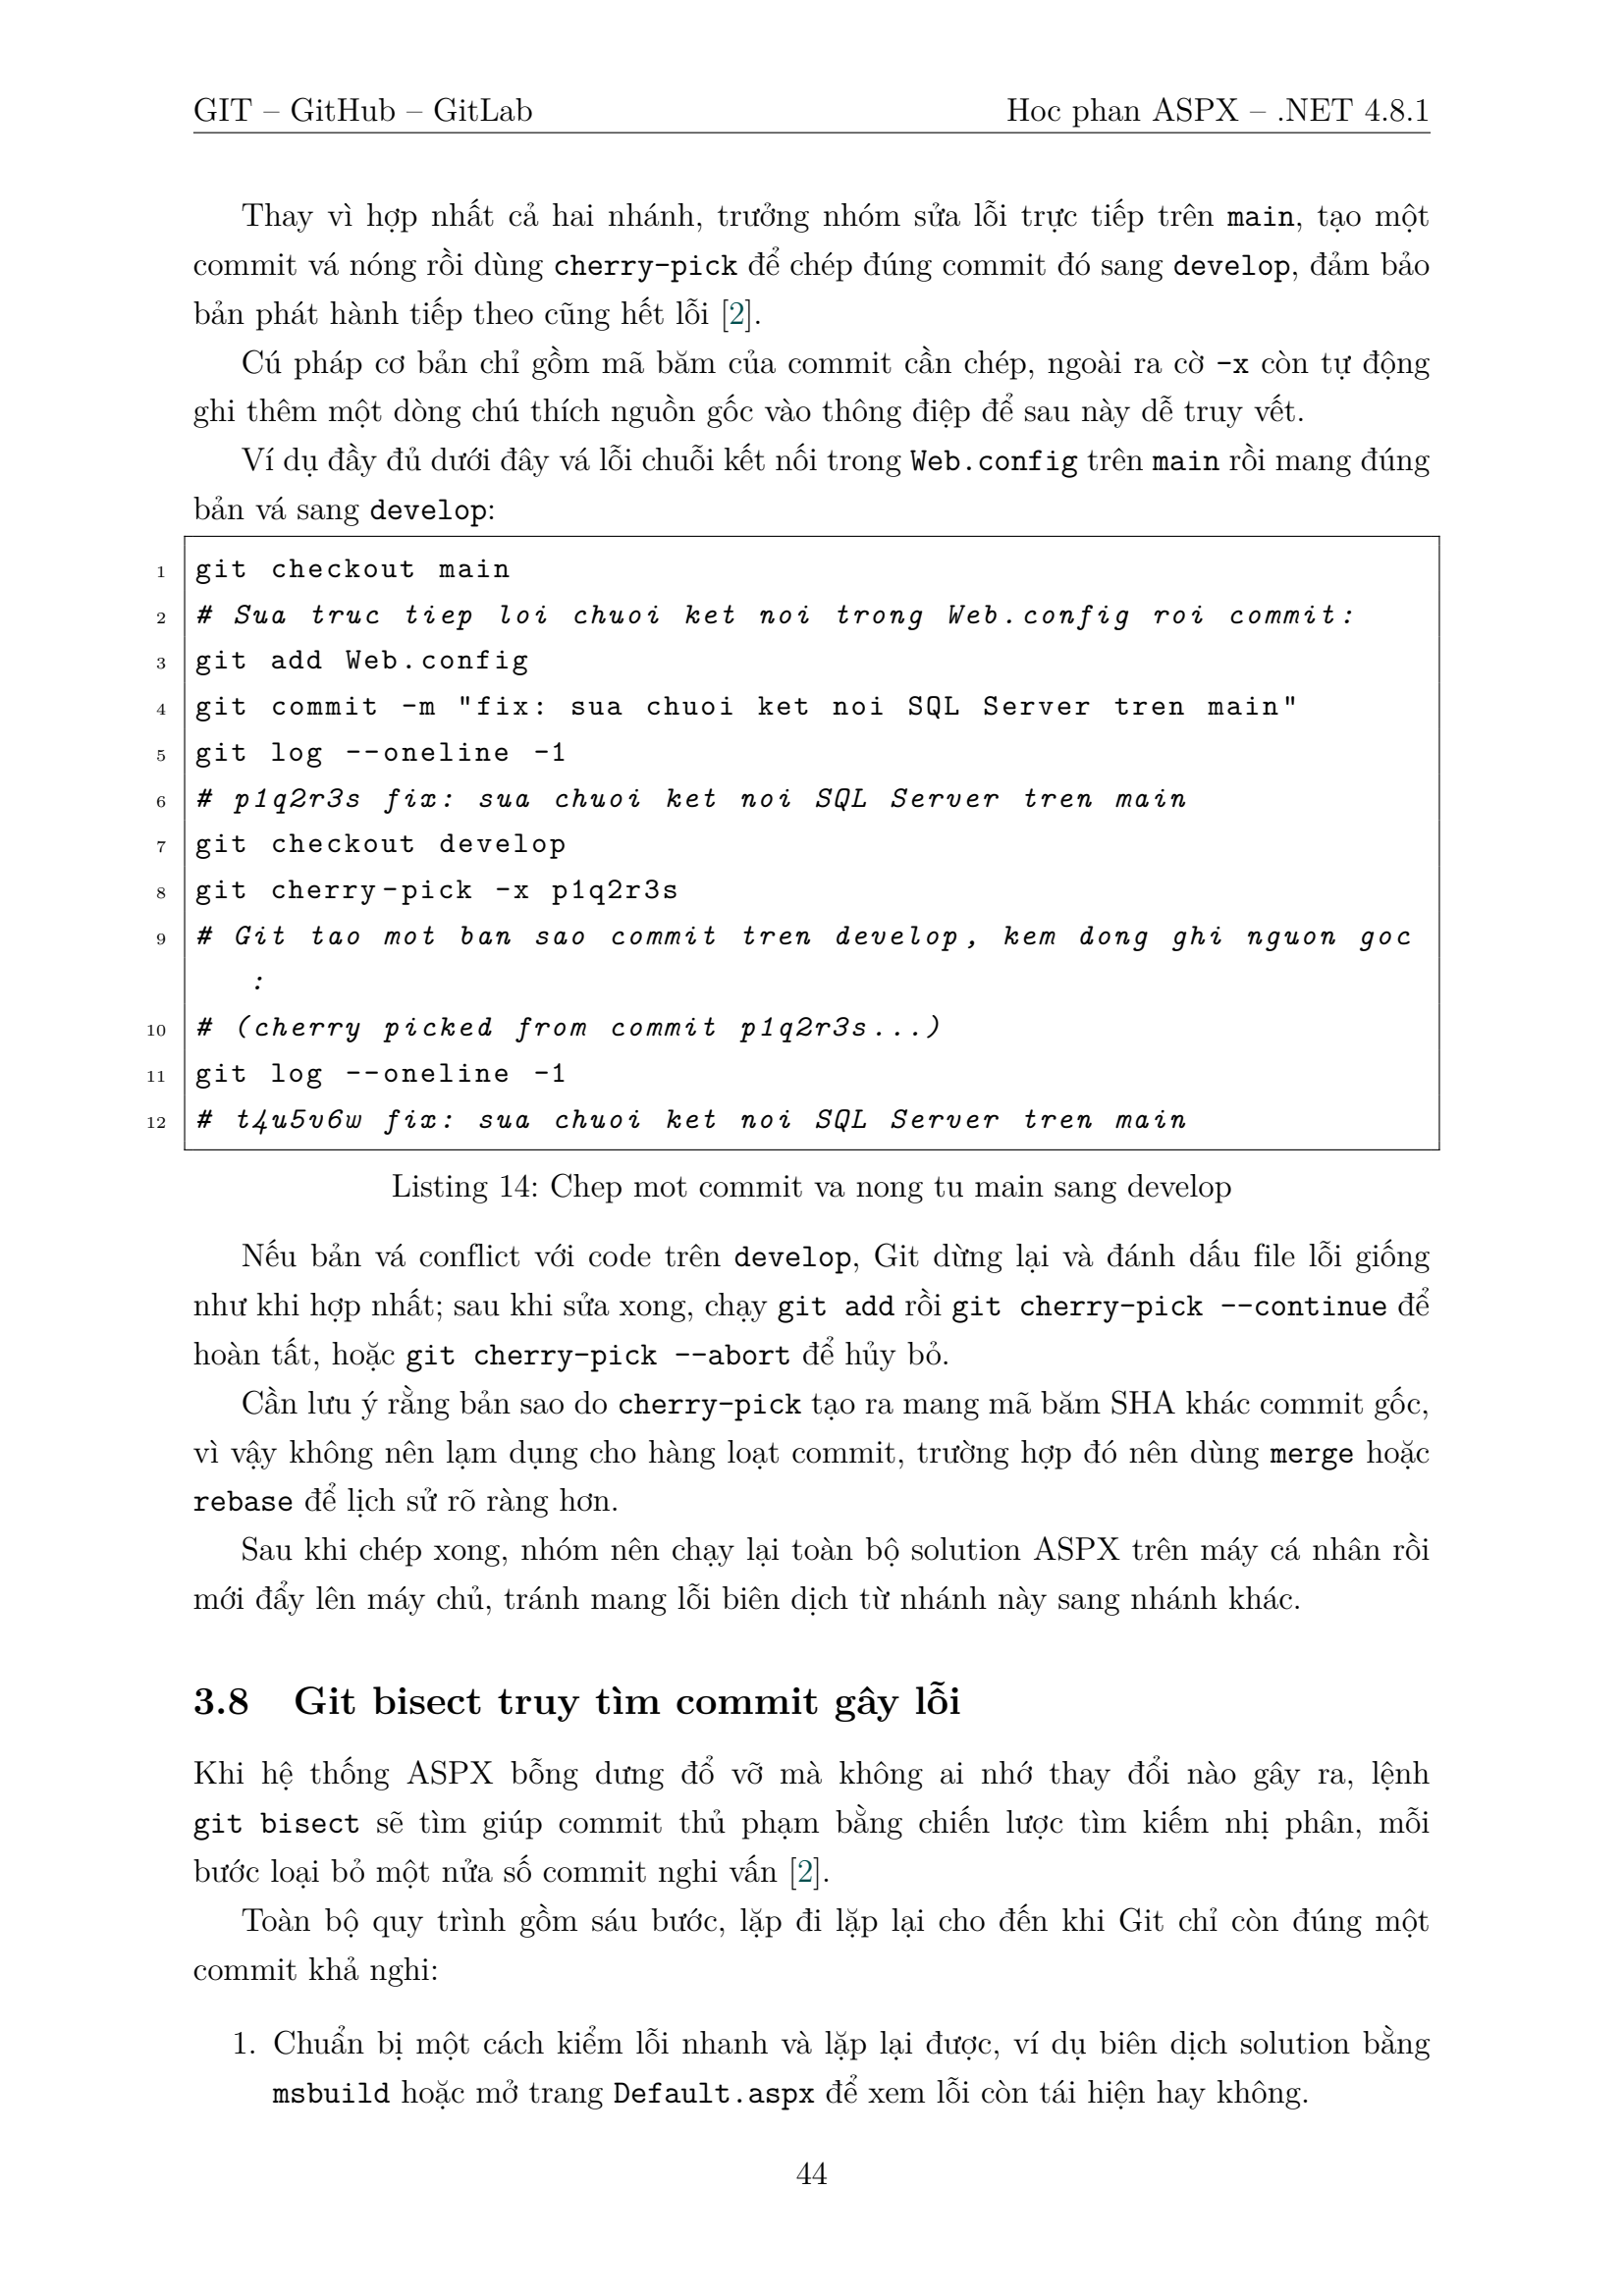 GIT – GitHub – GitLab
Hoc phan ASPX – .NET 4.8.1
Thay vì hợp nhất cả hai nhánh, trưởng nhóm sửa lỗi trực tiếp trên main, tạo một
commit vá nóng rồi dùng cherry-pick để chép đúng commit đó sang develop, đảm bảo
bản phát hành tiếp theo cũng hết lỗi [2].
Cú pháp cơ bản chỉ gồm mã băm của commit cần chép, ngoài ra cờ -x còn tự động
ghi thêm một dòng chú thích nguồn gốc vào thông điệp để sau này dễ truy vết.
Ví dụ đầy đủ dưới đây vá lỗi chuỗi kết nối trong Web.config trên main rồi mang đúng
bản vá sang develop:
1 git checkout main
2 # Sua truc tiep loi chuoi ket noi trong Web.config roi commit:
3 git add Web.config
4 git commit -m "fix: sua chuoi ket noi SQL Server tren main"
5 git log --oneline -1
6 # p1q2r3s fix: sua chuoi ket noi SQL Server tren main
7 git checkout develop
8 git cherry-pick -x p1q2r3s
9 # Git tao mot ban sao commit tren develop, kem dong ghi nguon goc
:
10 # (cherry picked from commit p1q2r3s...)
11 git log --oneline -1
12 # t4u5v6w fix: sua chuoi ket noi SQL Server tren main
Listing 14: Chep mot commit va nong tu main sang develop
Nếu bản vá conflict với code trên develop, Git dừng lại và đánh dấu file lỗi giống
như khi hợp nhất; sau khi sửa xong, chạy git add rồi git cherry-pick --continue để
hoàn tất, hoặc git cherry-pick --abort để hủy bỏ.
Cần lưu ý rằng bản sao do cherry-pick tạo ra mang mã băm SHA khác commit gốc,
vì vậy không nên lạm dụng cho hàng loạt commit, trường hợp đó nên dùng merge hoặc
rebase để lịch sử rõ ràng hơn.
Sau khi chép xong, nhóm nên chạy lại toàn bộ solution ASPX trên máy cá nhân rồi
mới đẩy lên máy chủ, tránh mang lỗi biên dịch từ nhánh này sang nhánh khác.
3.8 Git bisect truy tìm commit gây lỗi
Khi hệ thống ASPX bỗng dưng đổ vỡ mà không ai nhớ thay đổi nào gây ra, lệnh
git bisect sẽ tìm giúp commit thủ phạm bằng chiến lược tìm kiếm nhị phân, mỗi
bước loại bỏ một nửa số commit nghi vấn [2].
Toàn bộ quy trình gồm sáu bước, lặp đi lặp lại cho đến khi Git chỉ còn đúng một
commit khả nghi:
1. Chuẩn bị một cách kiểm lỗi nhanh và lặp lại được, ví dụ biên dịch solution bằng
msbuild hoặc mở trang Default.aspx để xem lỗi còn tái hiện hay không.
44